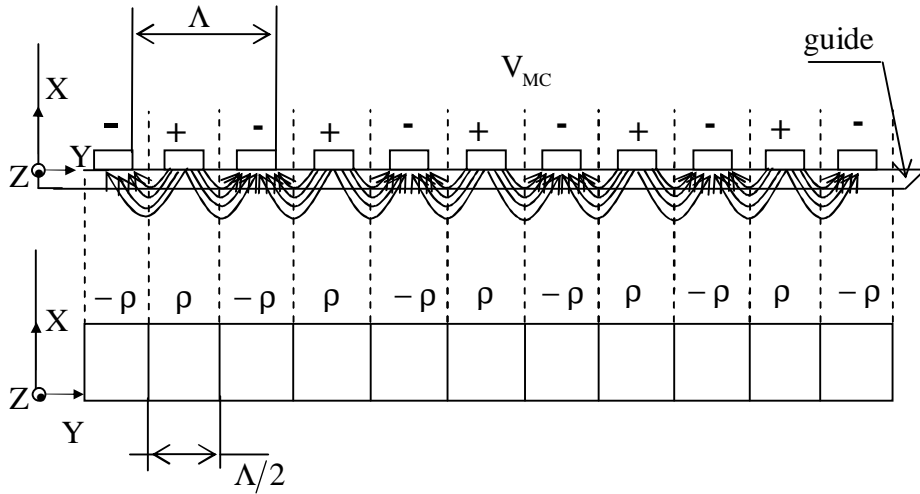 Λ
guide
V_MC
X
- + - + - + - + - + -
Y
Z
−ρ ρ −ρ ρ −ρ ρ −ρ ρ −ρ ρ −ρ
X
Z
Y
Λ/2